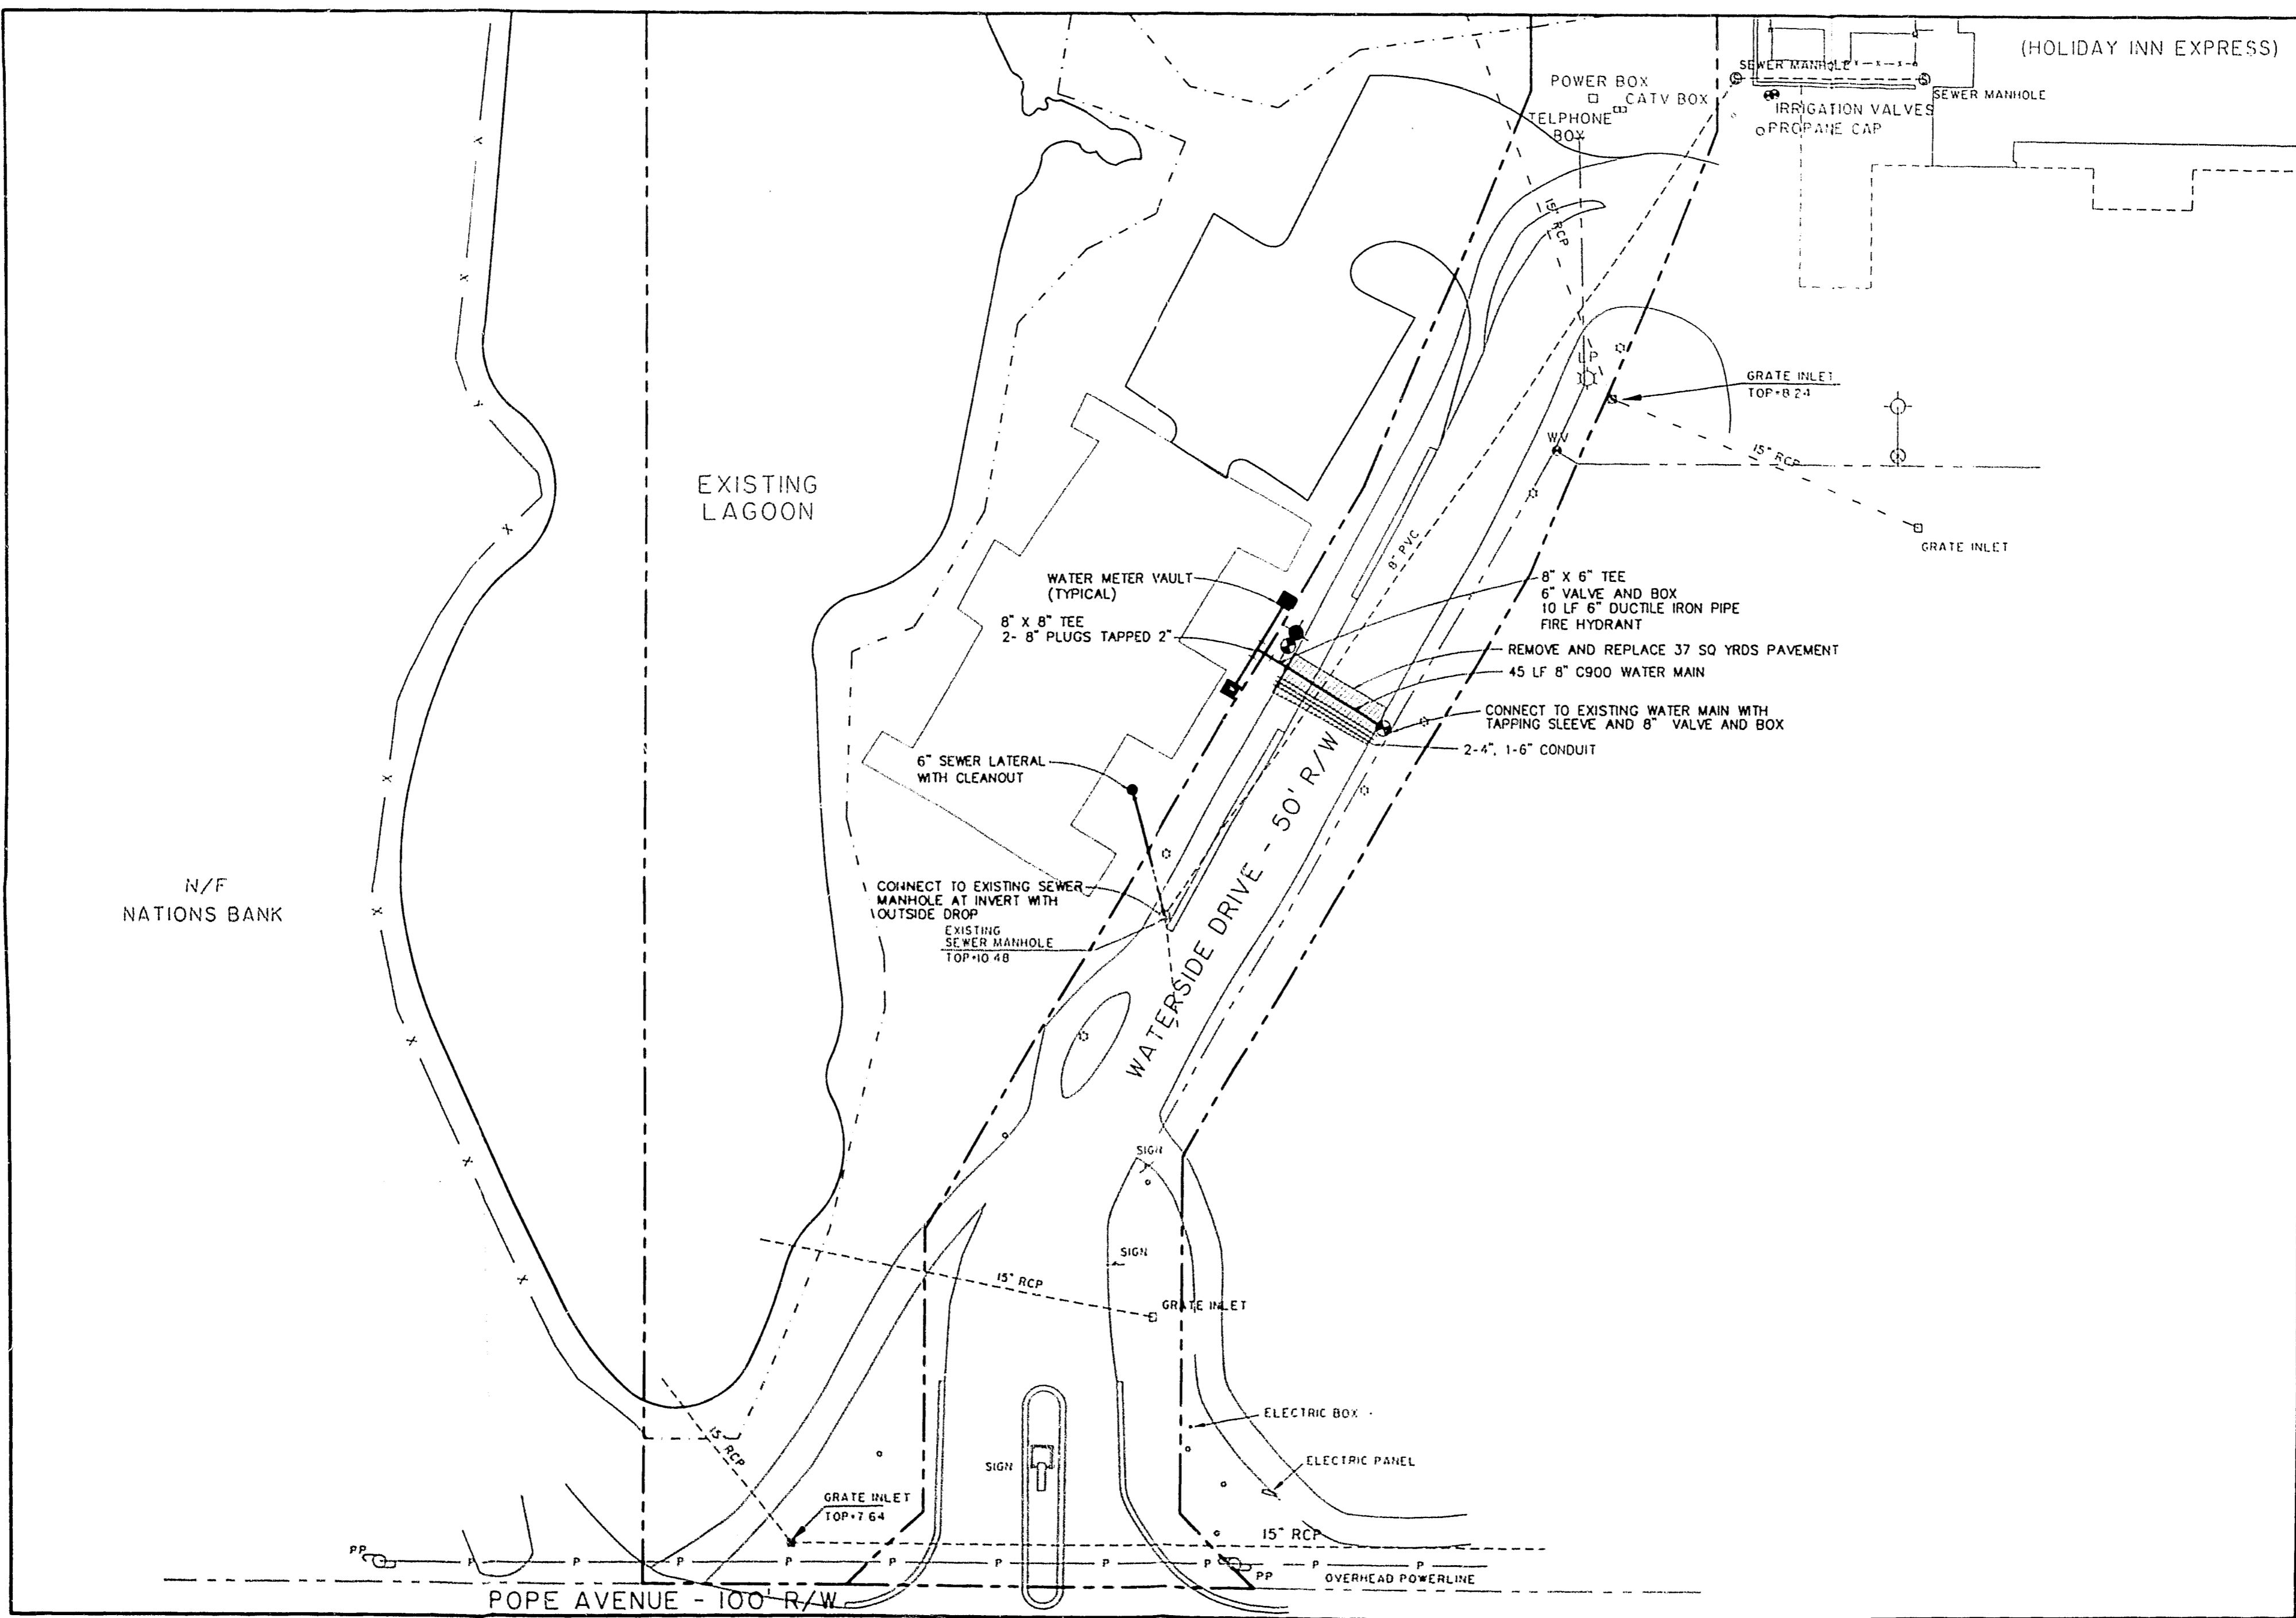 (HOLIDAY INN EXPRESS)
SEWER MANHOLE
SEWER MANHOLE
POWER BOX
CATV BOX
IRRIGATION VALVES
TELPHONE
BOX
PROPANE CAP
15" RCP
LP
GRATE INLET
TOP=8.24
WV
15" RCP
GRATE INLET
EXISTING
LAGOON
8" PVC
WATER METER VAULT
(TYPICAL)
8" X 8" TEE
2- 8" PLUGS TAPPED 2"
8" X 6" TEE
6" VALVE AND BOX
10 LF 6" DUCTILE IRON PIPE
FIRE HYDRANT
REMOVE AND REPLACE 37 SQ YRDS PAVEMENT
45 LF 8" C900 WATER MAIN
CONNECT TO EXISTING WATER MAIN WITH
TAPPING SLEEVE AND 8" VALVE AND BOX
2-4", 1-6" CONDUIT
6" SEWER LATERAL
WITH CLEANOUT
WATERSIDE DRIVE - 50' R/W
N/F
NATIONS BANK
CONNECT TO EXISTING SEWER
MANHOLE AT INVERT WITH
OUTSIDE DROP
EXISTING
SEWER MANHOLE
TOP=10.48
SIGN
SIGN
15" RCP
GRATE INLET
ELECTRIC BOX
15" RCP
SIGN
ELECTRIC PANEL
GRATE INLET
TOP=7.64
15" RCP
PP
P P P P P P P P P P
PP
OVERHEAD POWERLINE
POPE AVENUE - 100' R/W